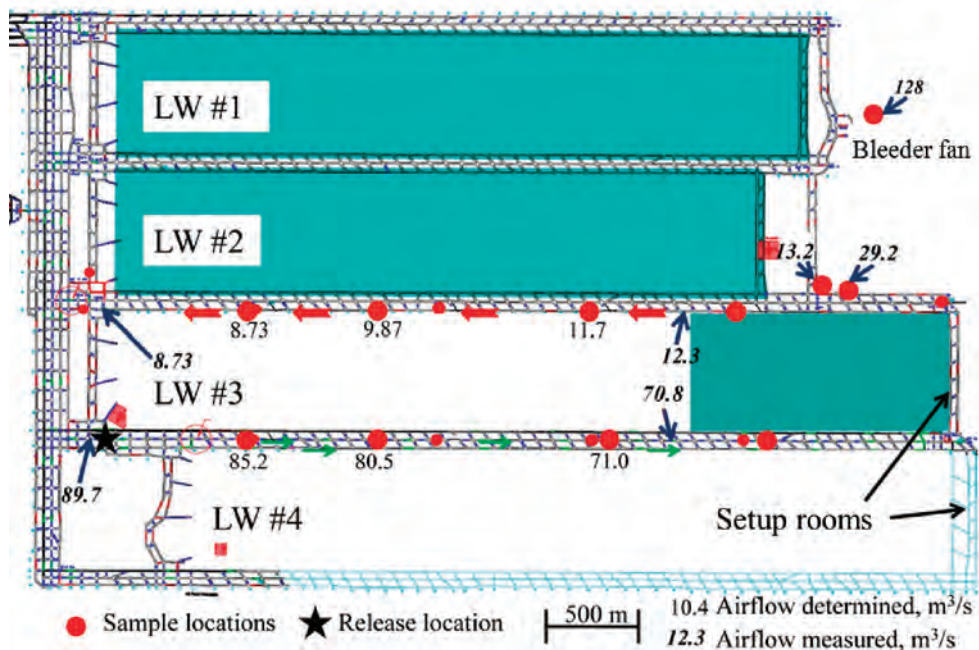 LW #1
128
Bleeder fan
LW #2
13.2
29.2
8.73
9.87
11.7
12.3
8.73
LW #3
70.8
85.2
80.5
71.0
89.7
LW #4
Setup rooms
Sample locations
Release location
500 m
10.4 Airflow determined, m³/s
12.3 Airflow measured, m³/s